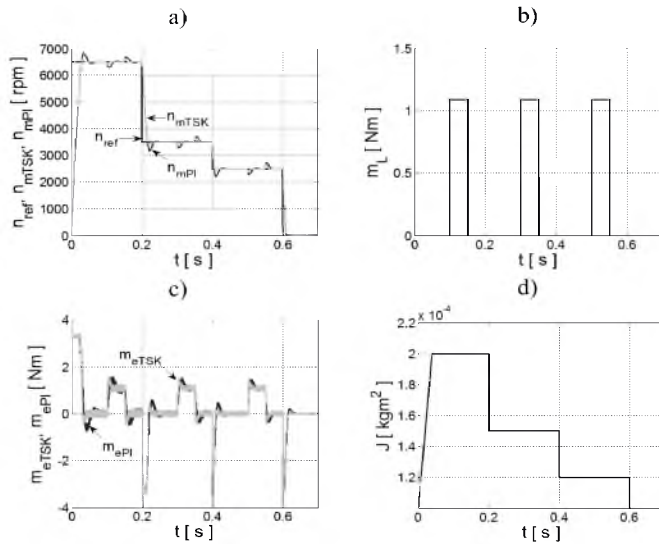 a)
7000
6000
5000
4000
3000
2000
1000
0
n_ref, n_mTSK, n_mPI [ rpm ]
n_mTSK
n_ref
n_mPI
0
0.2
0.4
0.6
t [ s ]
b)
1.5
1
0.5
0
m_L [ Nm ]
0
0.2
0.4
0.6
t [ s ]
c)
4
2
0
-2
-4
m_eTSK, m_ePI [ Nm ]
m_eTSK
m_ePI
0
0.2
0.4
0.6
t [ s ]
d)
x 10⁻⁴
2.2
2
1.8
1.6
1.4
1.2
J [ kgm² ]
0
0.2
0.4
0.6
t [ s ]